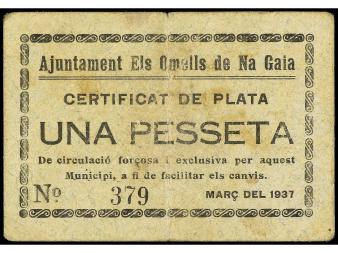 Ajuntament Els Omells de Na Gaia
CERTIFICAT DE PLATA
UNA PESSETA
De circulació forçosa i exclusiva per aquest
Municipi, a fi de facilitar els canvis.
Nº 379 MARÇ DEL 1937